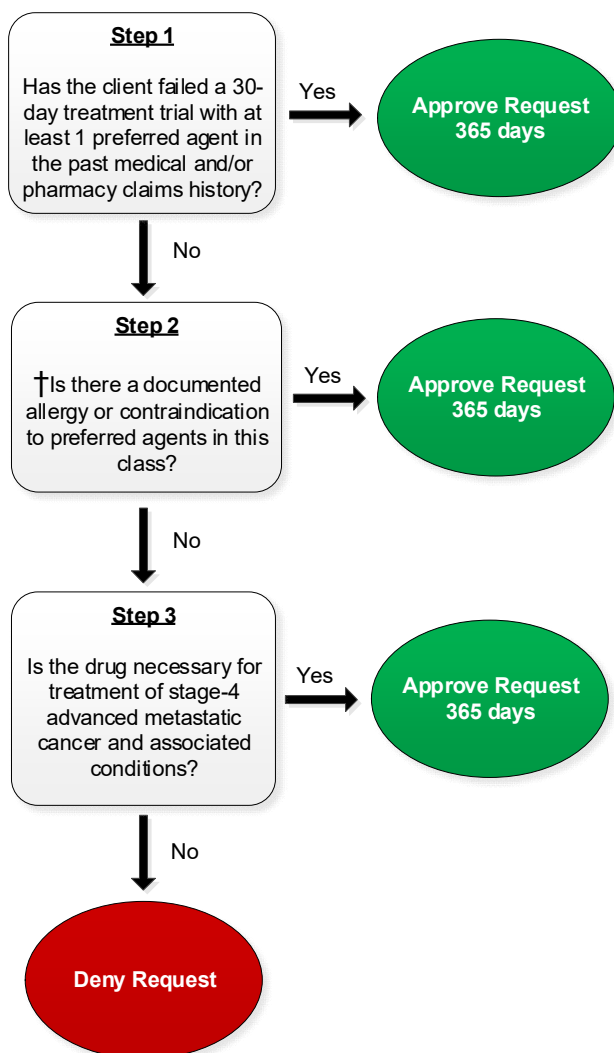 Step 1
Has the client failed a 30-
day treatment trial with at
least 1 preferred agent in
the past medical and/or
pharmacy claims history?
Yes
Approve Request
365 days
No
Step 2
†Is there a documented
allergy or contraindication
to preferred agents in this
class?
Yes
Approve Request
365 days
No
Step 3
Is the drug necessary for
treatment of stage-4
advanced metastatic
cancer and associated
conditions?
Yes
Approve Request
365 days
No
Deny Request